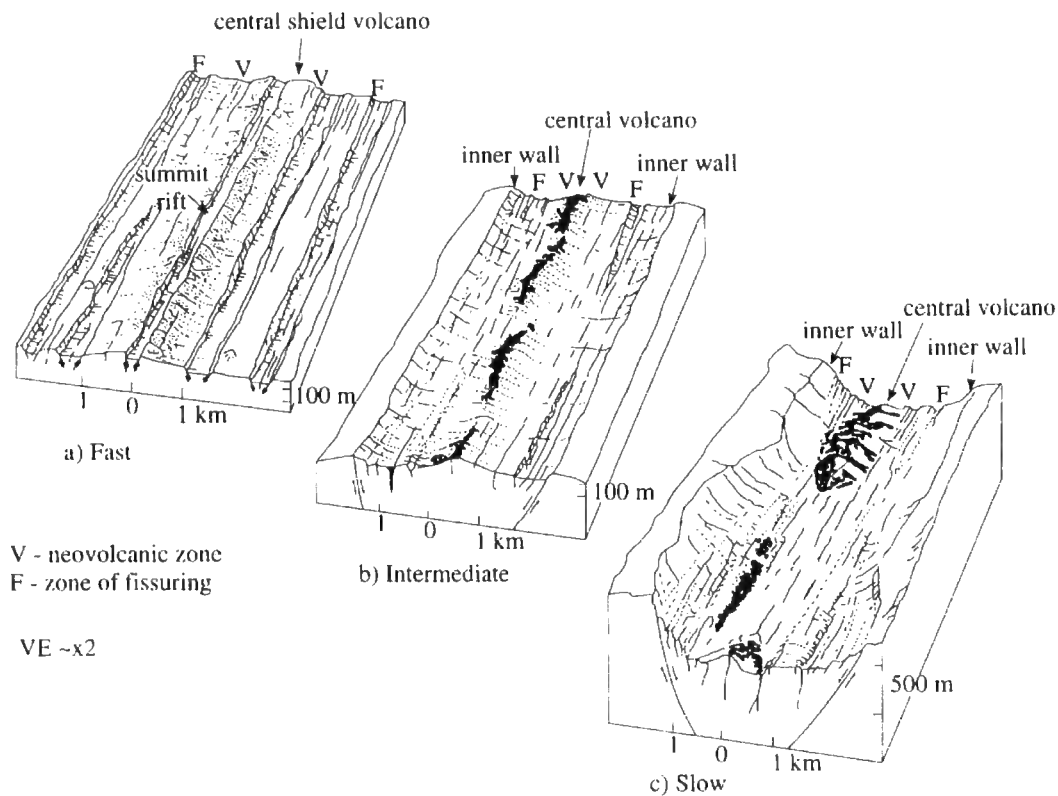 central shield volcano
F V V F
summit
rift
1 0 1 km
100 m
a) Fast
central volcano
inner wall inner wall
F V V F
1 0 1 km
100 m
b) Intermediate
central volcano
inner wall inner wall
F V V F
500 m
1 0 1 km
c) Slow
V - neovolcanic zone
F - zone of fissuring
VE ~x2